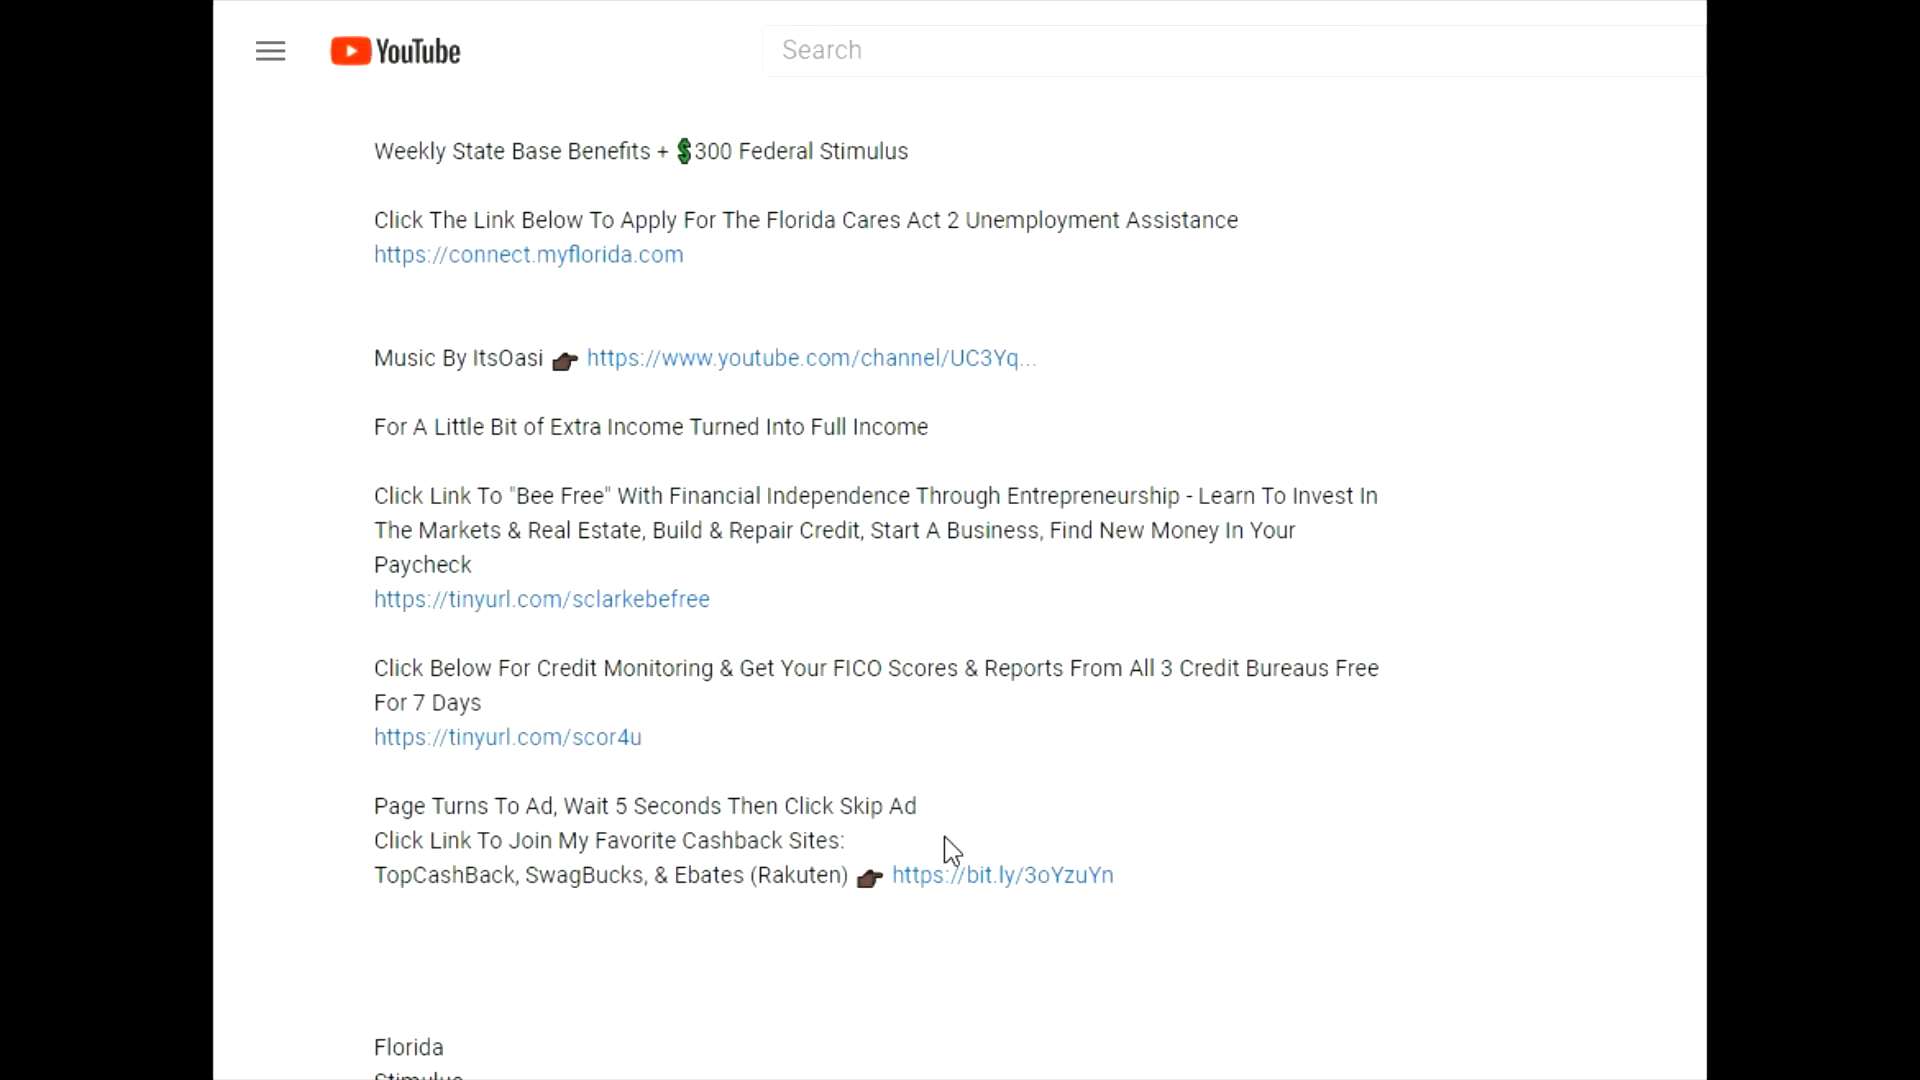 YouTube
Search
Weekly State Base Benefits + 💲300 Federal Stimulus
Click The Link Below To Apply For The Florida Cares Act 2 Unemployment Assistance
https://connect.myflorida.com
Music By ItsOasi 👉🏿 https://www.youtube.com/channel/UC3Yq...
For A Little Bit of Extra Income Turned Into Full Income
Click Link To "Bee Free" With Financial Independence Through Entrepreneurship - Learn To Invest In
The Markets & Real Estate, Build & Repair Credit, Start A Business, Find New Money In Your
Paycheck
https://tinyurl.com/sclarkebefree
Click Below For Credit Monitoring & Get Your FICO Scores & Reports From All 3 Credit Bureaus Free
For 7 Days
https://tinyurl.com/scor4u
Page Turns To Ad, Wait 5 Seconds Then Click Skip Ad
Click Link To Join My Favorite Cashback Sites:
TopCashBack, SwagBucks, & Ebates (Rakuten) 👉🏿 https://bit.ly/3oYzuYn
Florida
Stimulus